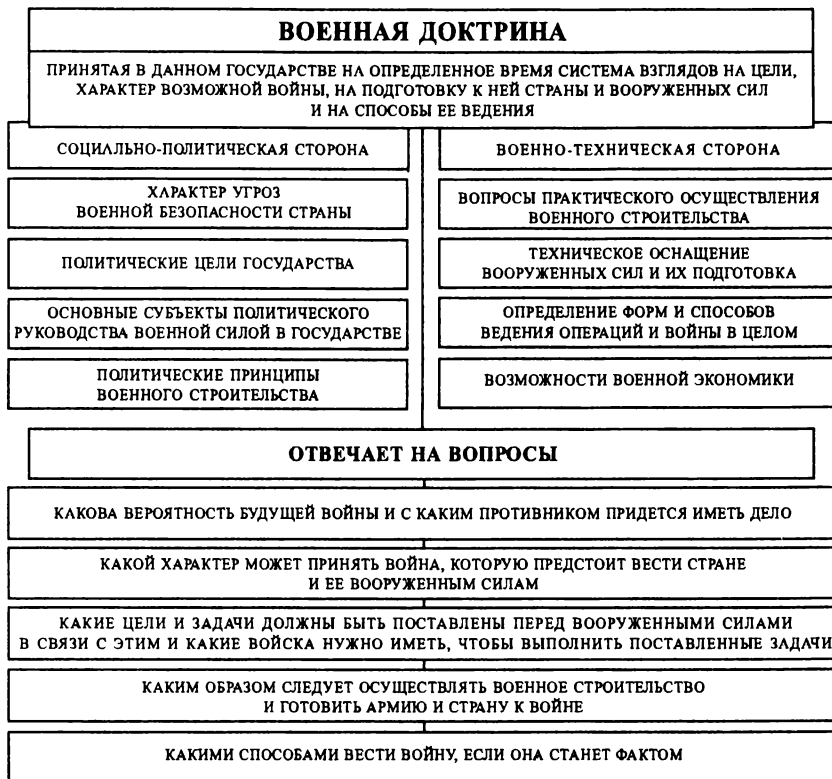 ВОЕННАЯ ДОКТРИНА
ПРИНЯТАЯ В ДАННОМ ГОСУДАРСТВЕ НА ОПРЕДЕЛЕННОЕ ВРЕМЯ СИСТЕМА ВЗГЛЯДОВ НА ЦЕЛИ,
ХАРАКТЕР ВОЗМОЖНОЙ ВОЙНЫ, НА ПОДГОТОВКУ К НЕЙ СТРАНЫ И ВООРУЖЕННЫХ СИЛ
И НА СПОСОБЫ ЕЕ ВЕДЕНИЯ
СОЦИАЛЬНО-ПОЛИТИЧЕСКАЯ СТОРОНА
ХАРАКТЕР УГРОЗ
ВОЕННОЙ БЕЗОПАСНОСТИ СТРАНЫ
ПОЛИТИЧЕСКИЕ ЦЕЛИ ГОСУДАРСТВА
ОСНОВНЫЕ СУБЪЕКТЫ ПОЛИТИЧЕСКОГО
РУКОВОДСТВА ВОЕННОЙ СИЛОЙ В ГОСУДАРСТВЕ
ПОЛИТИЧЕСКИЕ ПРИНЦИПЫ
ВОЕННОГО СТРОИТЕЛЬСТВА
ВОЕННО-ТЕХНИЧЕСКАЯ СТОРОНА
ВОПРОСЫ ПРАКТИЧЕСКОГО ОСУЩЕСТВЛЕНИЯ
ВОЕННОГО СТРОИТЕЛЬСТВА
ТЕХНИЧЕСКОЕ ОСНАЩЕНИЕ
ВООРУЖЕННЫХ СИЛ И ИХ ПОДГОТОВКА
ОПРЕДЕЛЕНИЕ ФОРМ И СПОСОБОВ
ВЕДЕНИЯ ОПЕРАЦИЙ И ВОЙНЫ В ЦЕЛОМ
ВОЗМОЖНОСТИ ВОЕННОЙ ЭКОНОМИКИ
ОТВЕЧАЕТ НА ВОПРОСЫ
КАКОВА ВЕРОЯТНОСТЬ БУДУЩЕЙ ВОЙНЫ И С КАКИМ ПРОТИВНИКОМ ПРИДЕТСЯ ИМЕТЬ ДЕЛО
КАКОЙ ХАРАКТЕР МОЖЕТ ПРИНЯТЬ ВОЙНА, КОТОРУЮ ПРЕДСТОИТ ВЕСТИ СТРАНЕ
И ЕЕ ВООРУЖЕННЫМ СИЛАМ
КАКИЕ ЦЕЛИ И ЗАДАЧИ ДОЛЖНЫ БЫТЬ ПОСТАВЛЕНЫ ПЕРЕД ВООРУЖЕННЫМИ СИЛАМИ
В СВЯЗИ С ЭТИМ И КАКИЕ ВОЙСКА НУЖНО ИМЕТЬ, ЧТОБЫ ВЫПОЛНИТЬ ПОСТАВЛЕННЫЕ ЗАДАЧИ
КАКИМ ОБРАЗОМ СЛЕДУЕТ ОСУЩЕСТВЛЯТЬ ВОЕННОЕ СТРОИТЕЛЬСТВО
И ГОТОВИТЬ АРМИЮ И СТРАНУ К ВОЙНЕ
КАКИМИ СПОСОБАМИ ВЕСТИ ВОЙНУ, ЕСЛИ ОНА СТАНЕТ ФАКТОМ